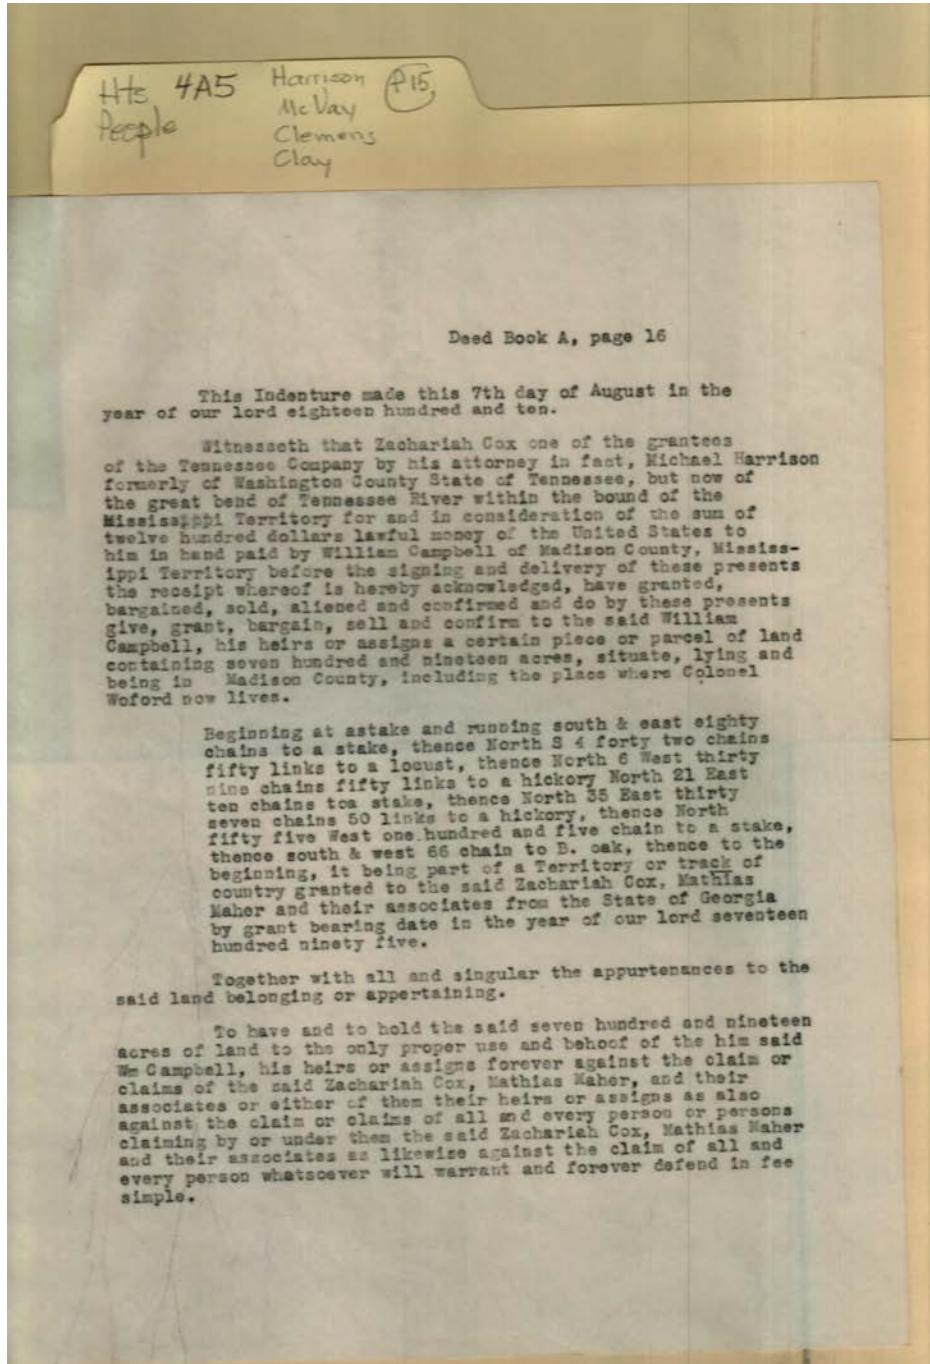 Hts 4A5 Harrison P15,
People McVay
Clemens
Clay
Deed Book A, page 16
This Indenture made this 7th day of August in the
year of our lord eighteen hundred and ten.
Witnesseth that Zachariah Cox one of the grantees
of the Tennessee Company by his attorney in fact, Michael Harrison
formerly of Washington County State of Tennessee, but now of
the great bend of Tennessee River within the bound of the
Mississippi Territory for and in consideration of the sum of
twelve hundred dollars lawful money of the United States to
him in hand paid by William Campbell of Madison County, Mississ-
ippi Territory before the signing and delivery of these presents
the receipt whereof is hereby acknowledged, have granted,
bargained, sold, aliened and confirmed and do by these presents
give, grant, bargain, sell and confirm to the said William
Campbell, his heirs or assigns a certain piece or parcel of land
containing seven hundred and nineteen acres, situate, lying and
being in Madison County, including the place where Colonel
Woford now lives.
Beginning at astake and running south & east eighty
chains to a stake, thence North S 4 forty two chains
fifty links to a locust, thence North 6 West thirty
nine chains fifty links to a hickory North 21 East
ten chains toa stake, thence North 35 East thirty
seven chains 50 links to a hickory, thence North
fifty five West one hundred and five chain to a stake,
thence south & west 66 chain to B. oak, thence to the
beginning, it being part of a Territory or track of
country granted to the said Zachariah Cox, Mathias
Maher and their associates from the State of Georgia
by grant bearing date in the year of our lord seventeen
hundred ninety five.
Together with all and singular the appurtenances to the
said land belonging or appertaining.
To have and to hold the said seven hundred and nineteen
acres of land to the only proper use and behoof of the him said
Wm Campbell, his heirs or assigns forever against the claim or
claims of the said Zachariah Cox, Mathias Maher, and their
associates or either of them their heirs or assigns as also
against the claim or claims of all and every person or persons
claiming by or under them the said Zachariah Cox, Mathias Maher
and their associates as likewise against the claim of all and
every person whatsoever will warrant and forever defend in fee
simple.